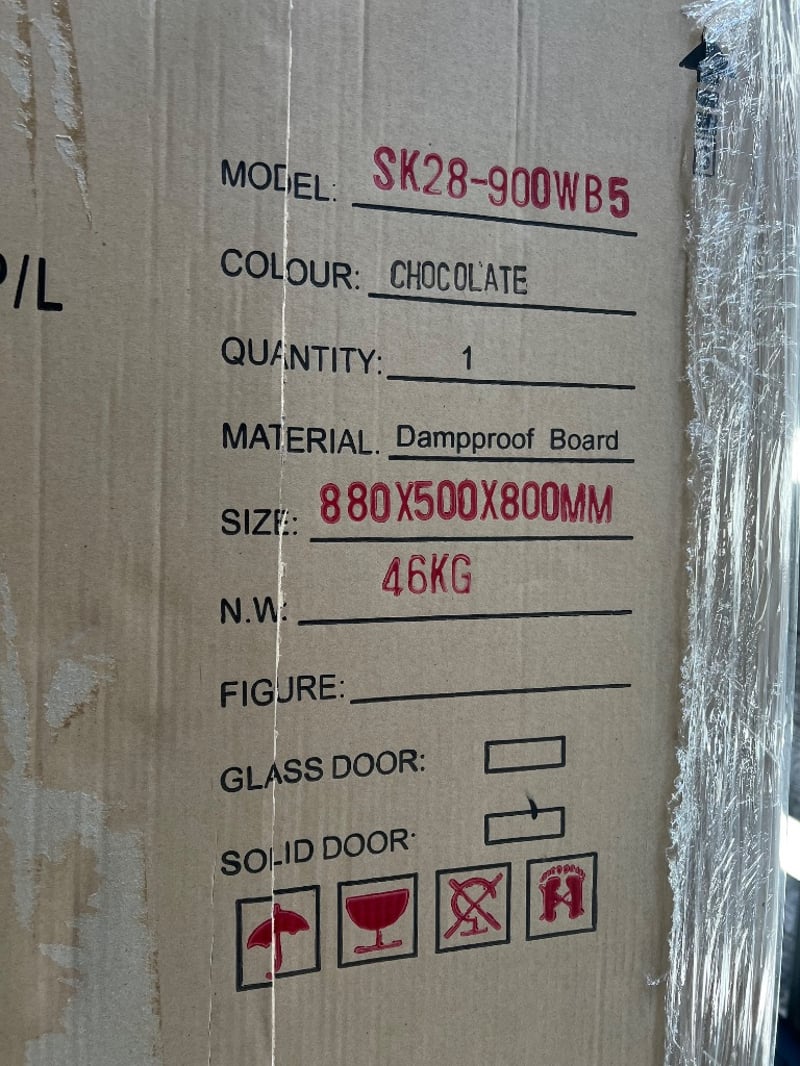 MODEL: SK28-900WB5
P/L
COLOUR: CHOCOLATE
QUANTITY: 1
MATERIAL. Dampproof Board
SIZE: 880X500X800MM
N.W: 46KG
FIGURE:
GLASS DOOR:
SOLID DOOR: